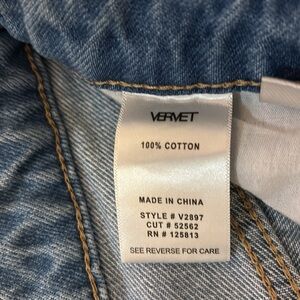 VERVET
100% COTTON
MADE IN CHINA
STYLE # V2897
CUT # 52562
RN # 125813
SEE REVERSE FOR CARE